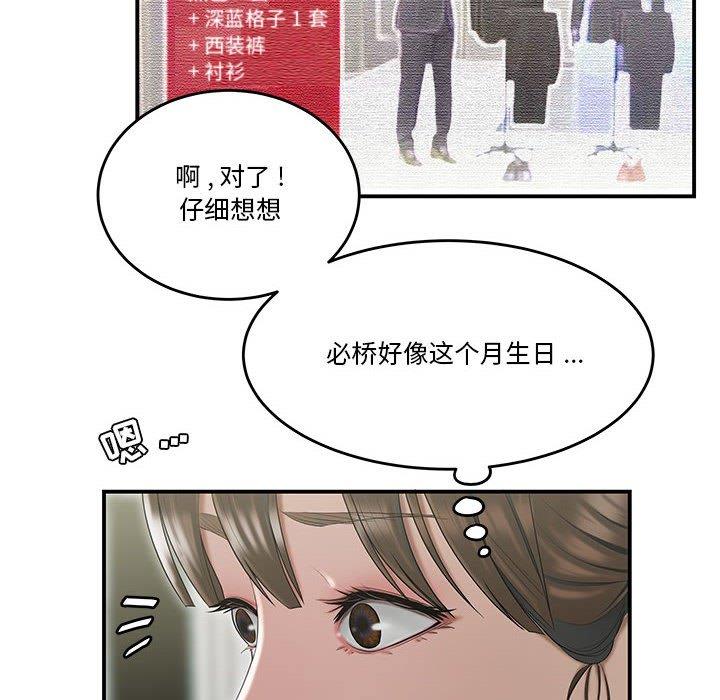 + 深蓝格子 1 套
+ 西装裤
+ 衬衫
啊 , 对了 !
仔细想想
必桥好像这个月生日 ...
嗯 ...